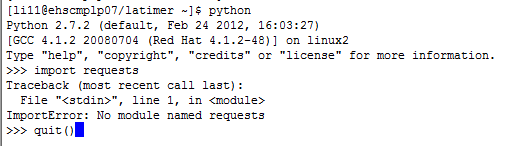 [li11@ehscmplp07/latimer ~]$ python
Python 2.7.2 (default, Feb 24 2012, 16:03:27)
[GCC 4.1.2 20080704 (Red Hat 4.1.2-48)] on linux2
Type "help", "copyright", "credits" or "license" for more information.
>>> import requests
Traceback (most recent call last):
  File "<stdin>", line 1, in <module>
ImportError: No module named requests
>>> quit()